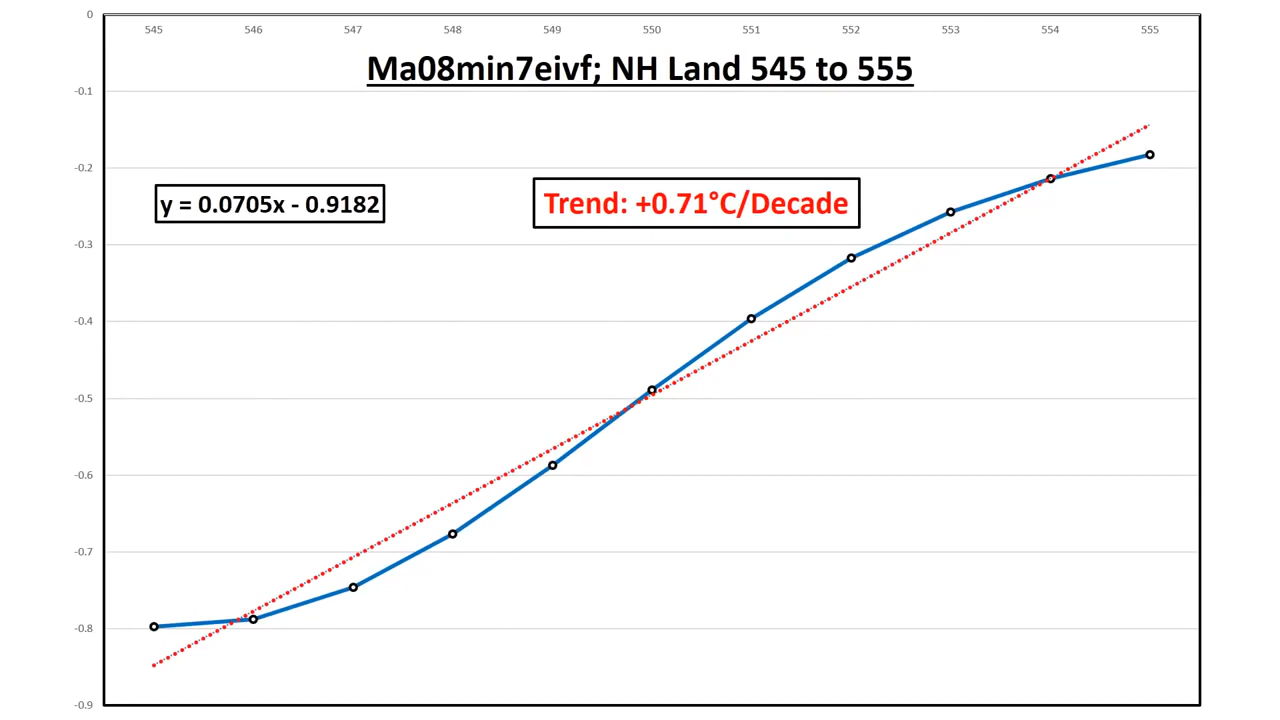 0
545 546 547 548 549 550 551 552 553 554 555
Ma08min7eivf; NH Land 545 to 555
-0.1
-0.2
y = 0.0705x - 0.9182
Trend: +0.71°C/Decade
-0.3
-0.4
-0.5
-0.6
-0.7
-0.8
-0.9